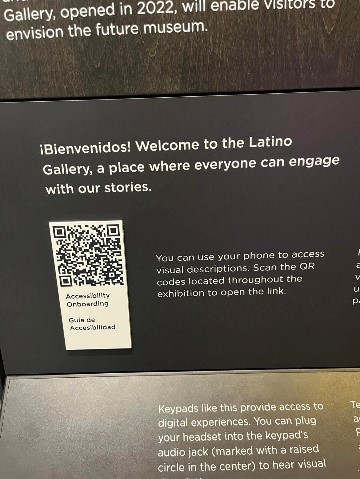 Gallery, opened in 2022, will enable visitors to
envision the future museum.
¡Bienvenidos! Welcome to the Latino
Gallery, a place where everyone can engage
with our stories.
Accessibility
Onboarding
Guía de
Accesibilidad
You can use your phone to access
visual descriptions. Scan the QR
codes located throughout the
exhibition to open the link.
Keypads like this provide access to
digital experiences. You can plug
your headset into the keypad's
audio jack (marked with a raised
circle in the center) to hear visual